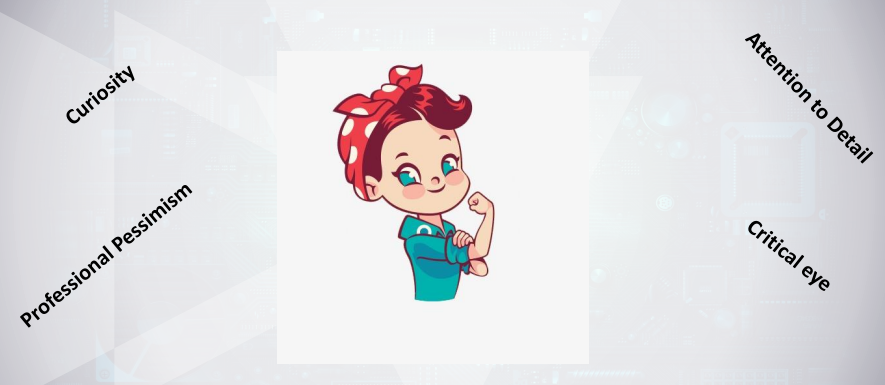 Curiosity
Attention to Detail
Professional Pessimism
Critical eye